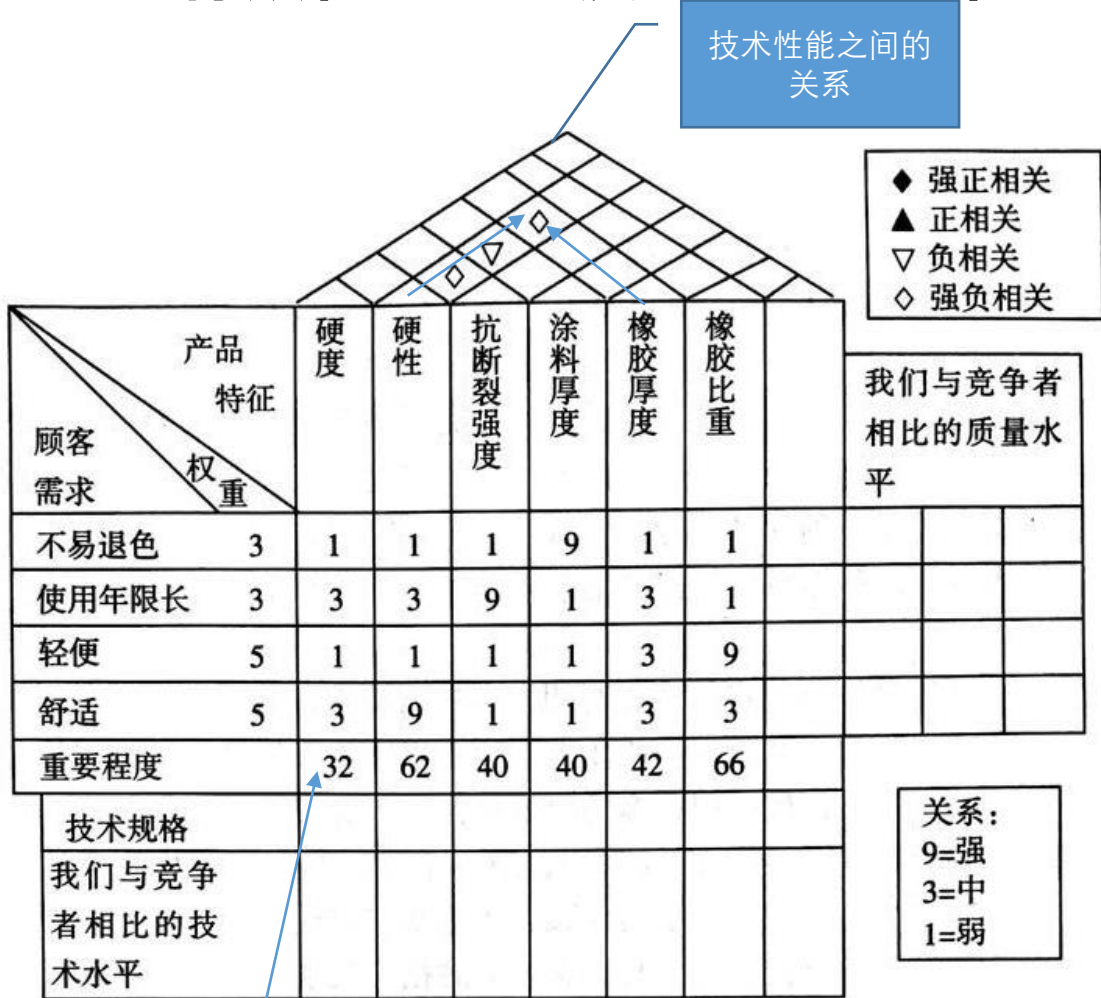 技术性能之间的
关系
◆ 强正相关
▲ 正相关
▽ 负相关
◇ 强负相关
产品
特征
顾客
需求
权
重
硬度
硬性
抗断裂强度
涂料厚度
橡胶厚度
橡胶比重
我们与竞争者
相比的质量水
平
不易退色 3 1 1 1 9 1 1
使用年限长 3 3 3 9 1 3 1
轻便 5 1 1 1 1 3 9
舒适 5 3 9 1 1 3 3
重要程度 32 62 40 40 42 66
技术规格
我们与竞争
者相比的技
术水平
关系：
9=强
3=中
1=弱